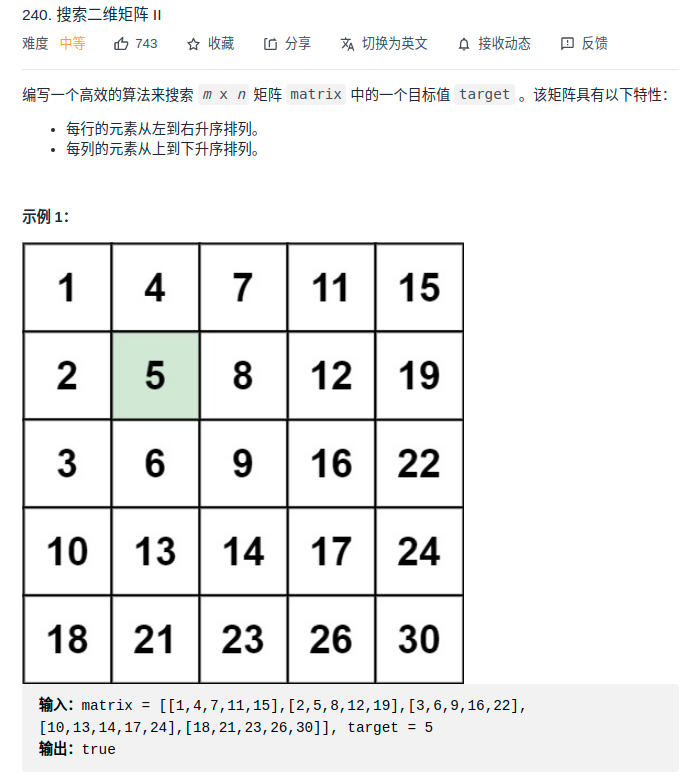 240. 搜索二维矩阵 II
难度 中等 743 收藏 分享 切换为英文 接收动态 反馈
编写一个高效的算法来搜索 m x n 矩阵 matrix 中的一个目标值 target 。该矩阵具有以下特性：
• 每行的元素从左到右升序排列。
• 每列的元素从上到下升序排列。
示例 1：
1 4 7 11 15
2 5 8 12 19
3 6 9 16 22
10 13 14 17 24
18 21 23 26 30
输入：matrix = [[1,4,7,11,15],[2,5,8,12,19],[3,6,9,16,22],
[10,13,14,17,24],[18,21,23,26,30]], target = 5
输出：true